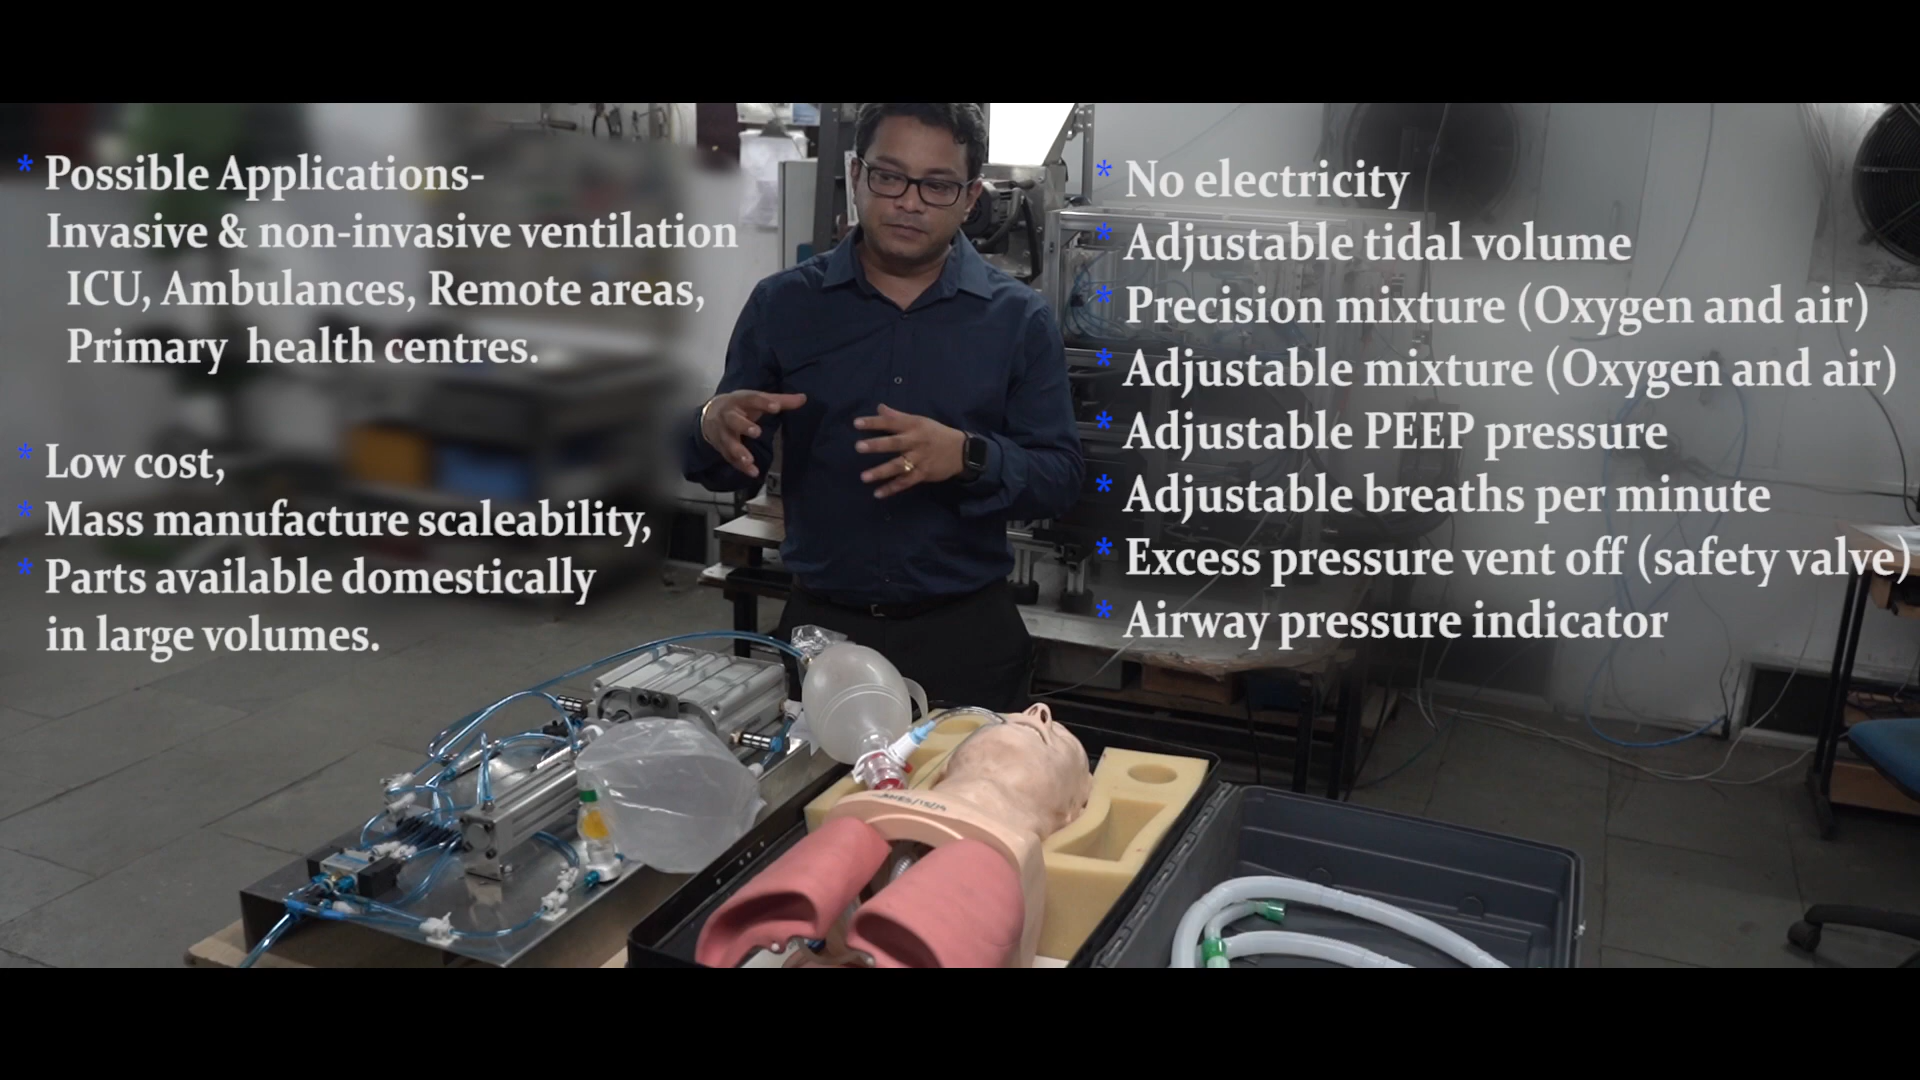 * Possible Applications-
Invasive & non-invasive ventilation
ICU, Ambulances, Remote areas,
Primary health centres.
* Low cost,
* Mass manufacture scaleability,
* Parts available domestically
in large volumes.
* No electricity
* Adjustable tidal volume
* Precision mixture (Oxygen and air)
* Adjustable mixture (Oxygen and air)
* Adjustable PEEP pressure
* Adjustable breaths per minute
* Excess pressure vent off (safety valve)
* Airway pressure indicator